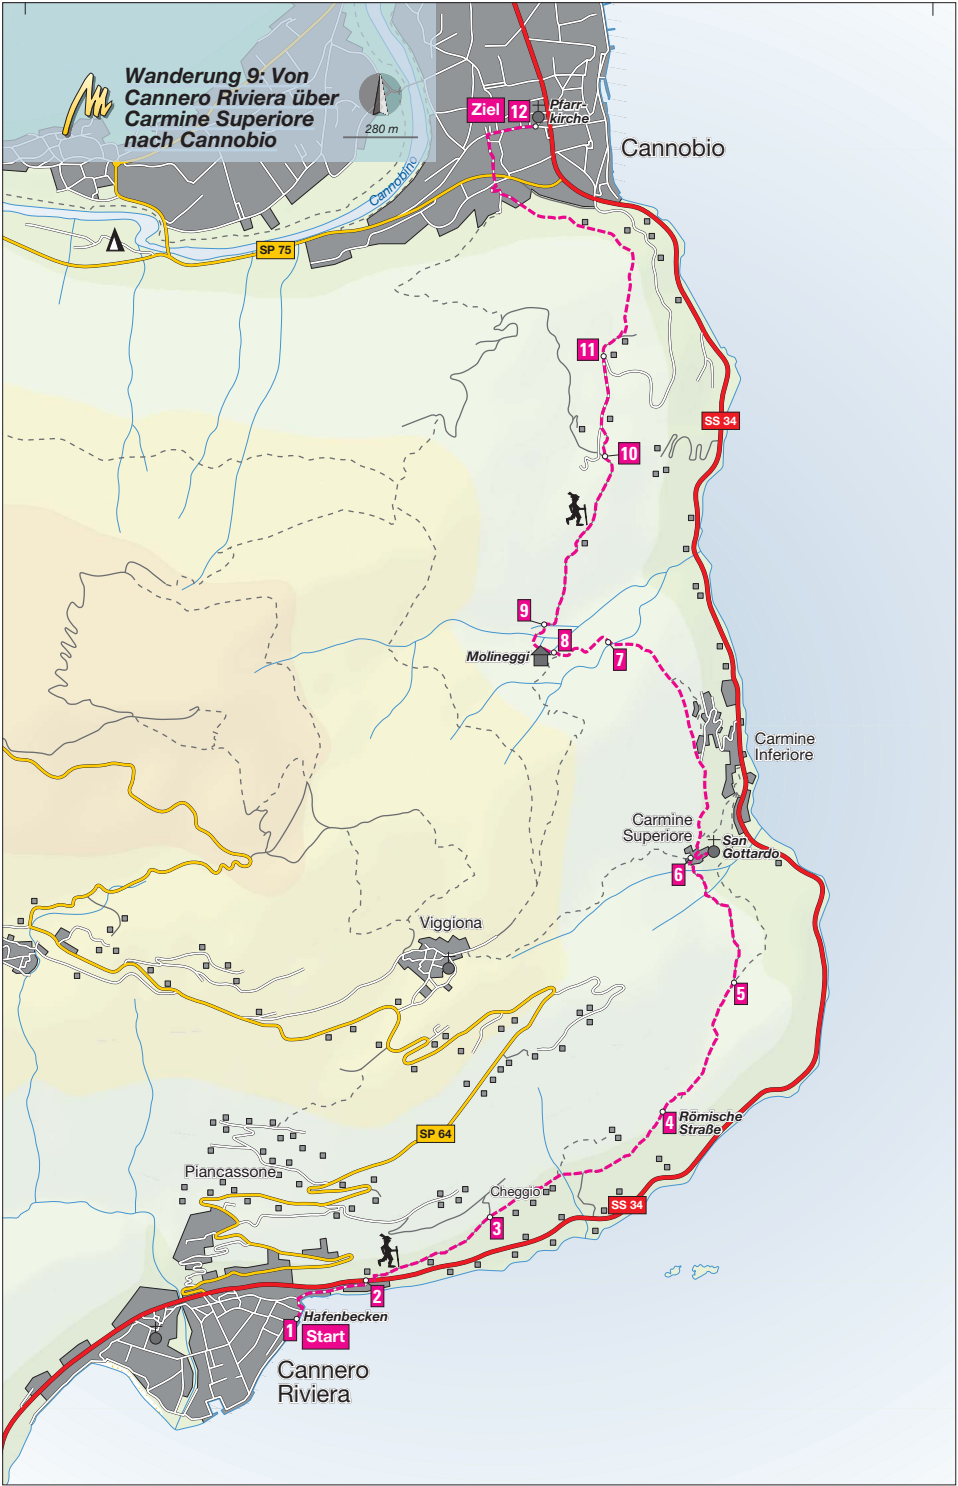 Wanderung 9: Von
Cannero Riviera über
Carmine Superiore
nach Cannobio
280 m
Ziel
12
Pfarr-
kirche
Cannobio
Cannobino
SP 75
11
SS 34
10
9
8
Molineggi
7
Carmine
Inferiore
Carmine
Superiore
San
Gottardo
6
Viggiona
5
4
Römische
Straße
SP 64
Piancassone
Cheggio
SS 34
3
2
Hafenbecken
1
Start
Cannero
Riviera